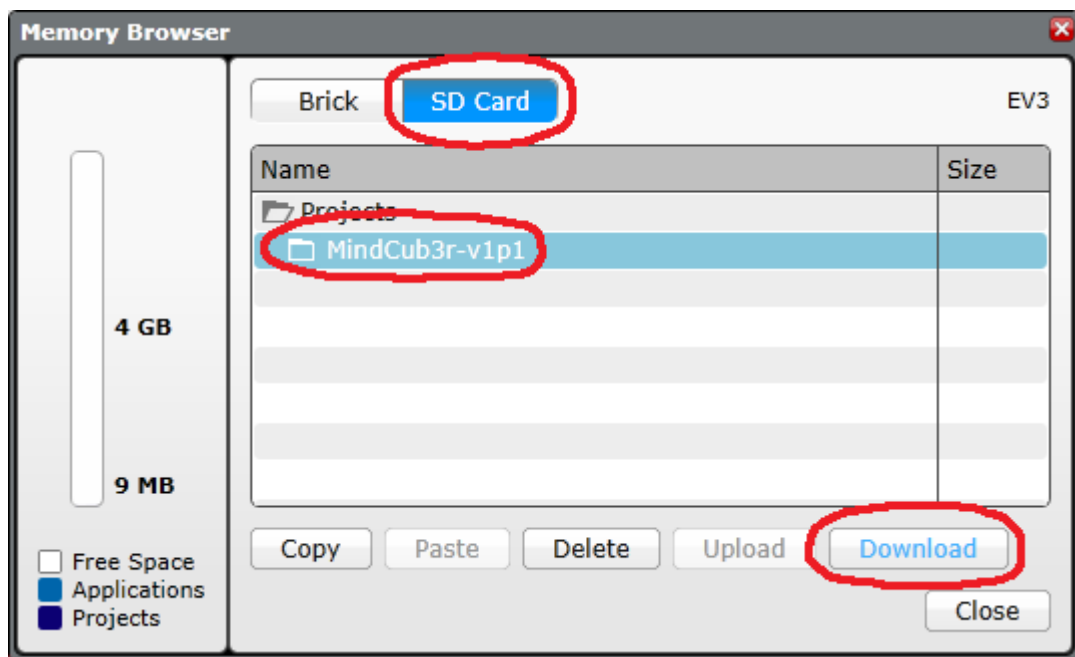 Memory Browser
Brick
SD Card
EV3
Name
Size
Projects
MindCub3r-v1p1
4 GB
9 MB
Copy
Paste
Delete
Upload
Download
Free Space
Applications
Projects
Close